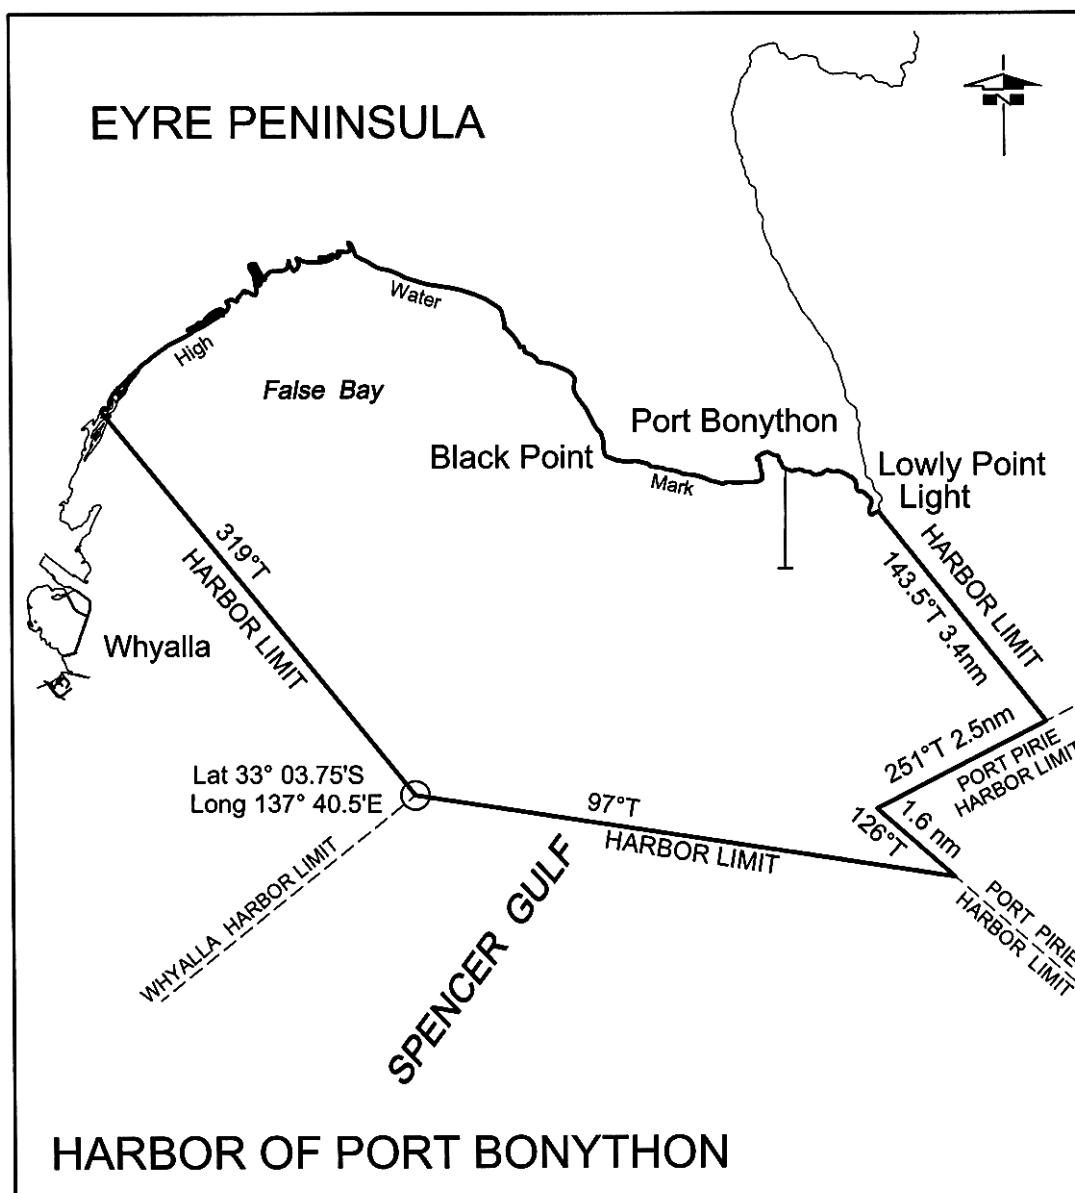 EYRE PENINSULA
N
Water
High
False Bay
Port Bonython
Black Point
Mark
Lowly Point
Light
HARBOR LIMIT
143.5°T 3.4nm
319°T
HARBOR LIMIT
Whyalla
251°T 2.5nm
PORT PIRIE
HARBOR LIMIT
Lat 33° 03.75'S
Long 137° 40.5'E
97°T
HARBOR LIMIT
1.6 nm
126°T
WHYALLA HARBOR LIMIT
SPENCER GULF
PORT PIRIE
HARBOR LIMIT
HARBOR OF PORT BONYTHON